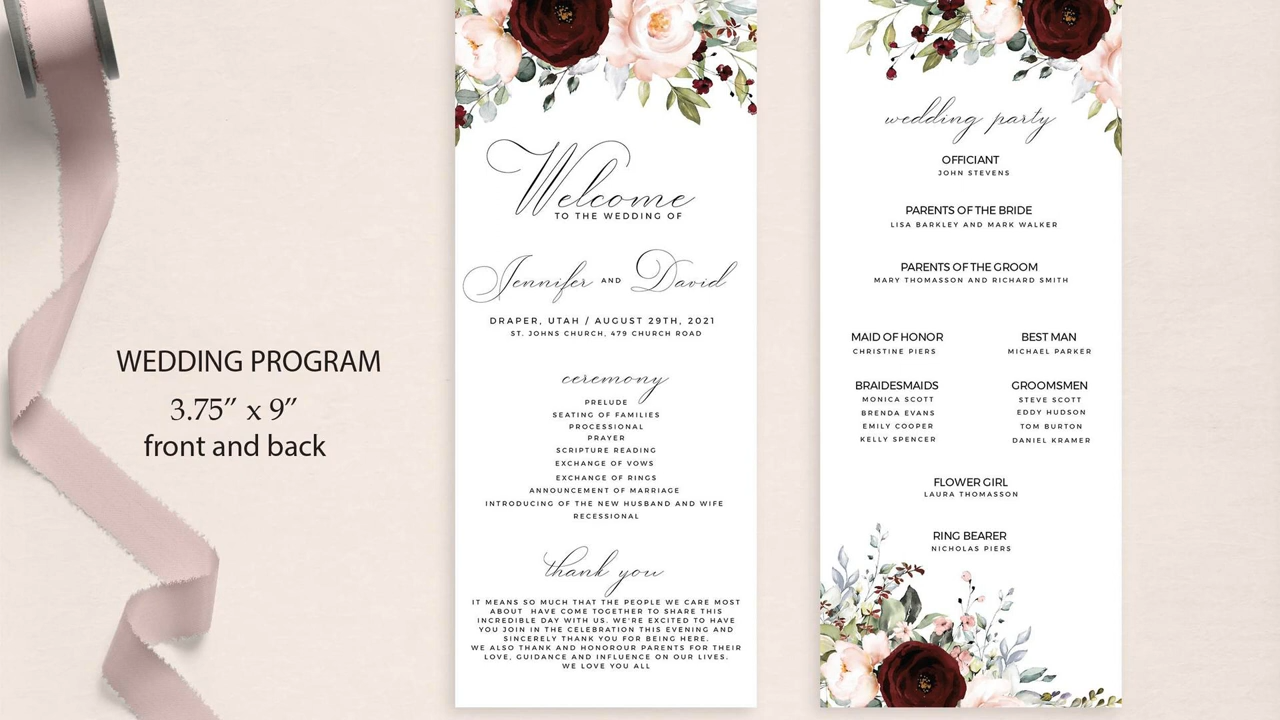 WEDDING PROGRAM
3.75” x 9”
front and back
Welcome
TO THE WEDDING OF
Jennifer AND David
DRAPER, UTAH / AUGUST 29TH, 2021
ST. JOHNS CHURCH, 479 CHURCH ROAD
ceremony
PRELUDE
SEATING OF FAMILIES
PROCESSIONAL
PRAYER
SCRIPTURE READING
EXCHANGE OF VOWS
EXCHANGE OF RINGS
ANNOUNCEMENT OF MARRIAGE
INTRODUCING OF THE NEW HUSBAND AND WIFE
RECESSIONAL
thank you
IT MEANS SO MUCH THAT THE PEOPLE WE CARE MOST
ABOUT HAVE COME TOGETHER TO SHARE THIS
INCREDIBLE DAY WITH US. WE'RE EXCITED TO HAVE
YOU JOIN IN THE CELEBRATION THIS EVENING AND
SINCERELY THANK YOU FOR BEING HERE.
WE ALSO THANK AND HONOUR PARENTS FOR THEIR
LOVE, GUIDANCE AND INFLUENCE ON OUR LIVES.
WE LOVE YOU ALL
wedding party
OFFICIANT
JOHN STEVENS
PARENTS OF THE BRIDE
LISA BARKLEY AND MARK WALKER
PARENTS OF THE GROOM
MARY THOMASSON AND RICHARD SMITH
MAID OF HONOR
CHRISTINE PIERS
BRAIDESMAIDS
MONICA SCOTT
BRENDA EVANS
EMILY COOPER
KELLY SPENCER
BEST MAN
MICHAEL PARKER
GROOMSMEN
STEVE SCOTT
EDDY HUDSON
TOM BURTON
DANIEL KRAMER
FLOWER GIRL
LAURA THOMASSON
RING BEARER
NICHOLAS PIERS